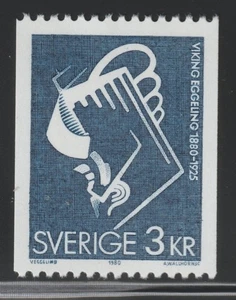 VIKING EGGELING 1880-1925
SVERIGE 3 KR
1980